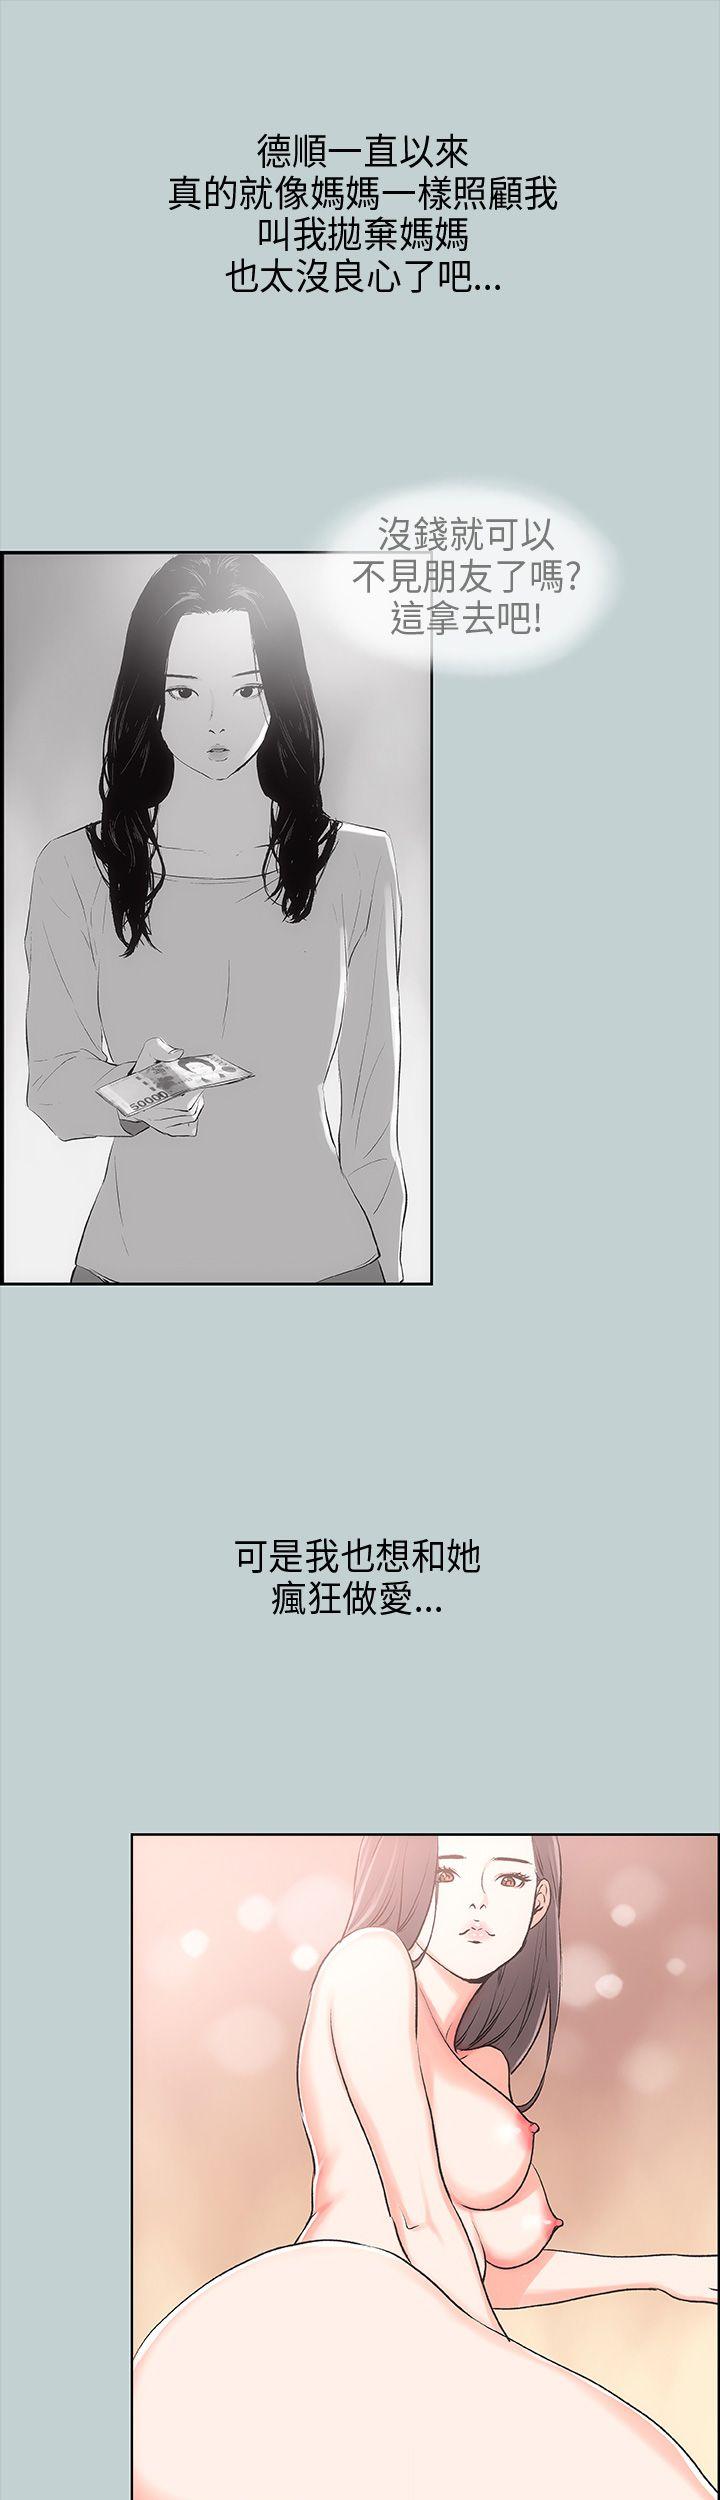 德順一直以來
真的就像媽媽一樣照顧我
叫我拋棄媽媽
也太沒良心了吧...
沒錢就可以
不見朋友了嗎?
這拿去吧!
50000
可是我也想和她
瘋狂做愛...